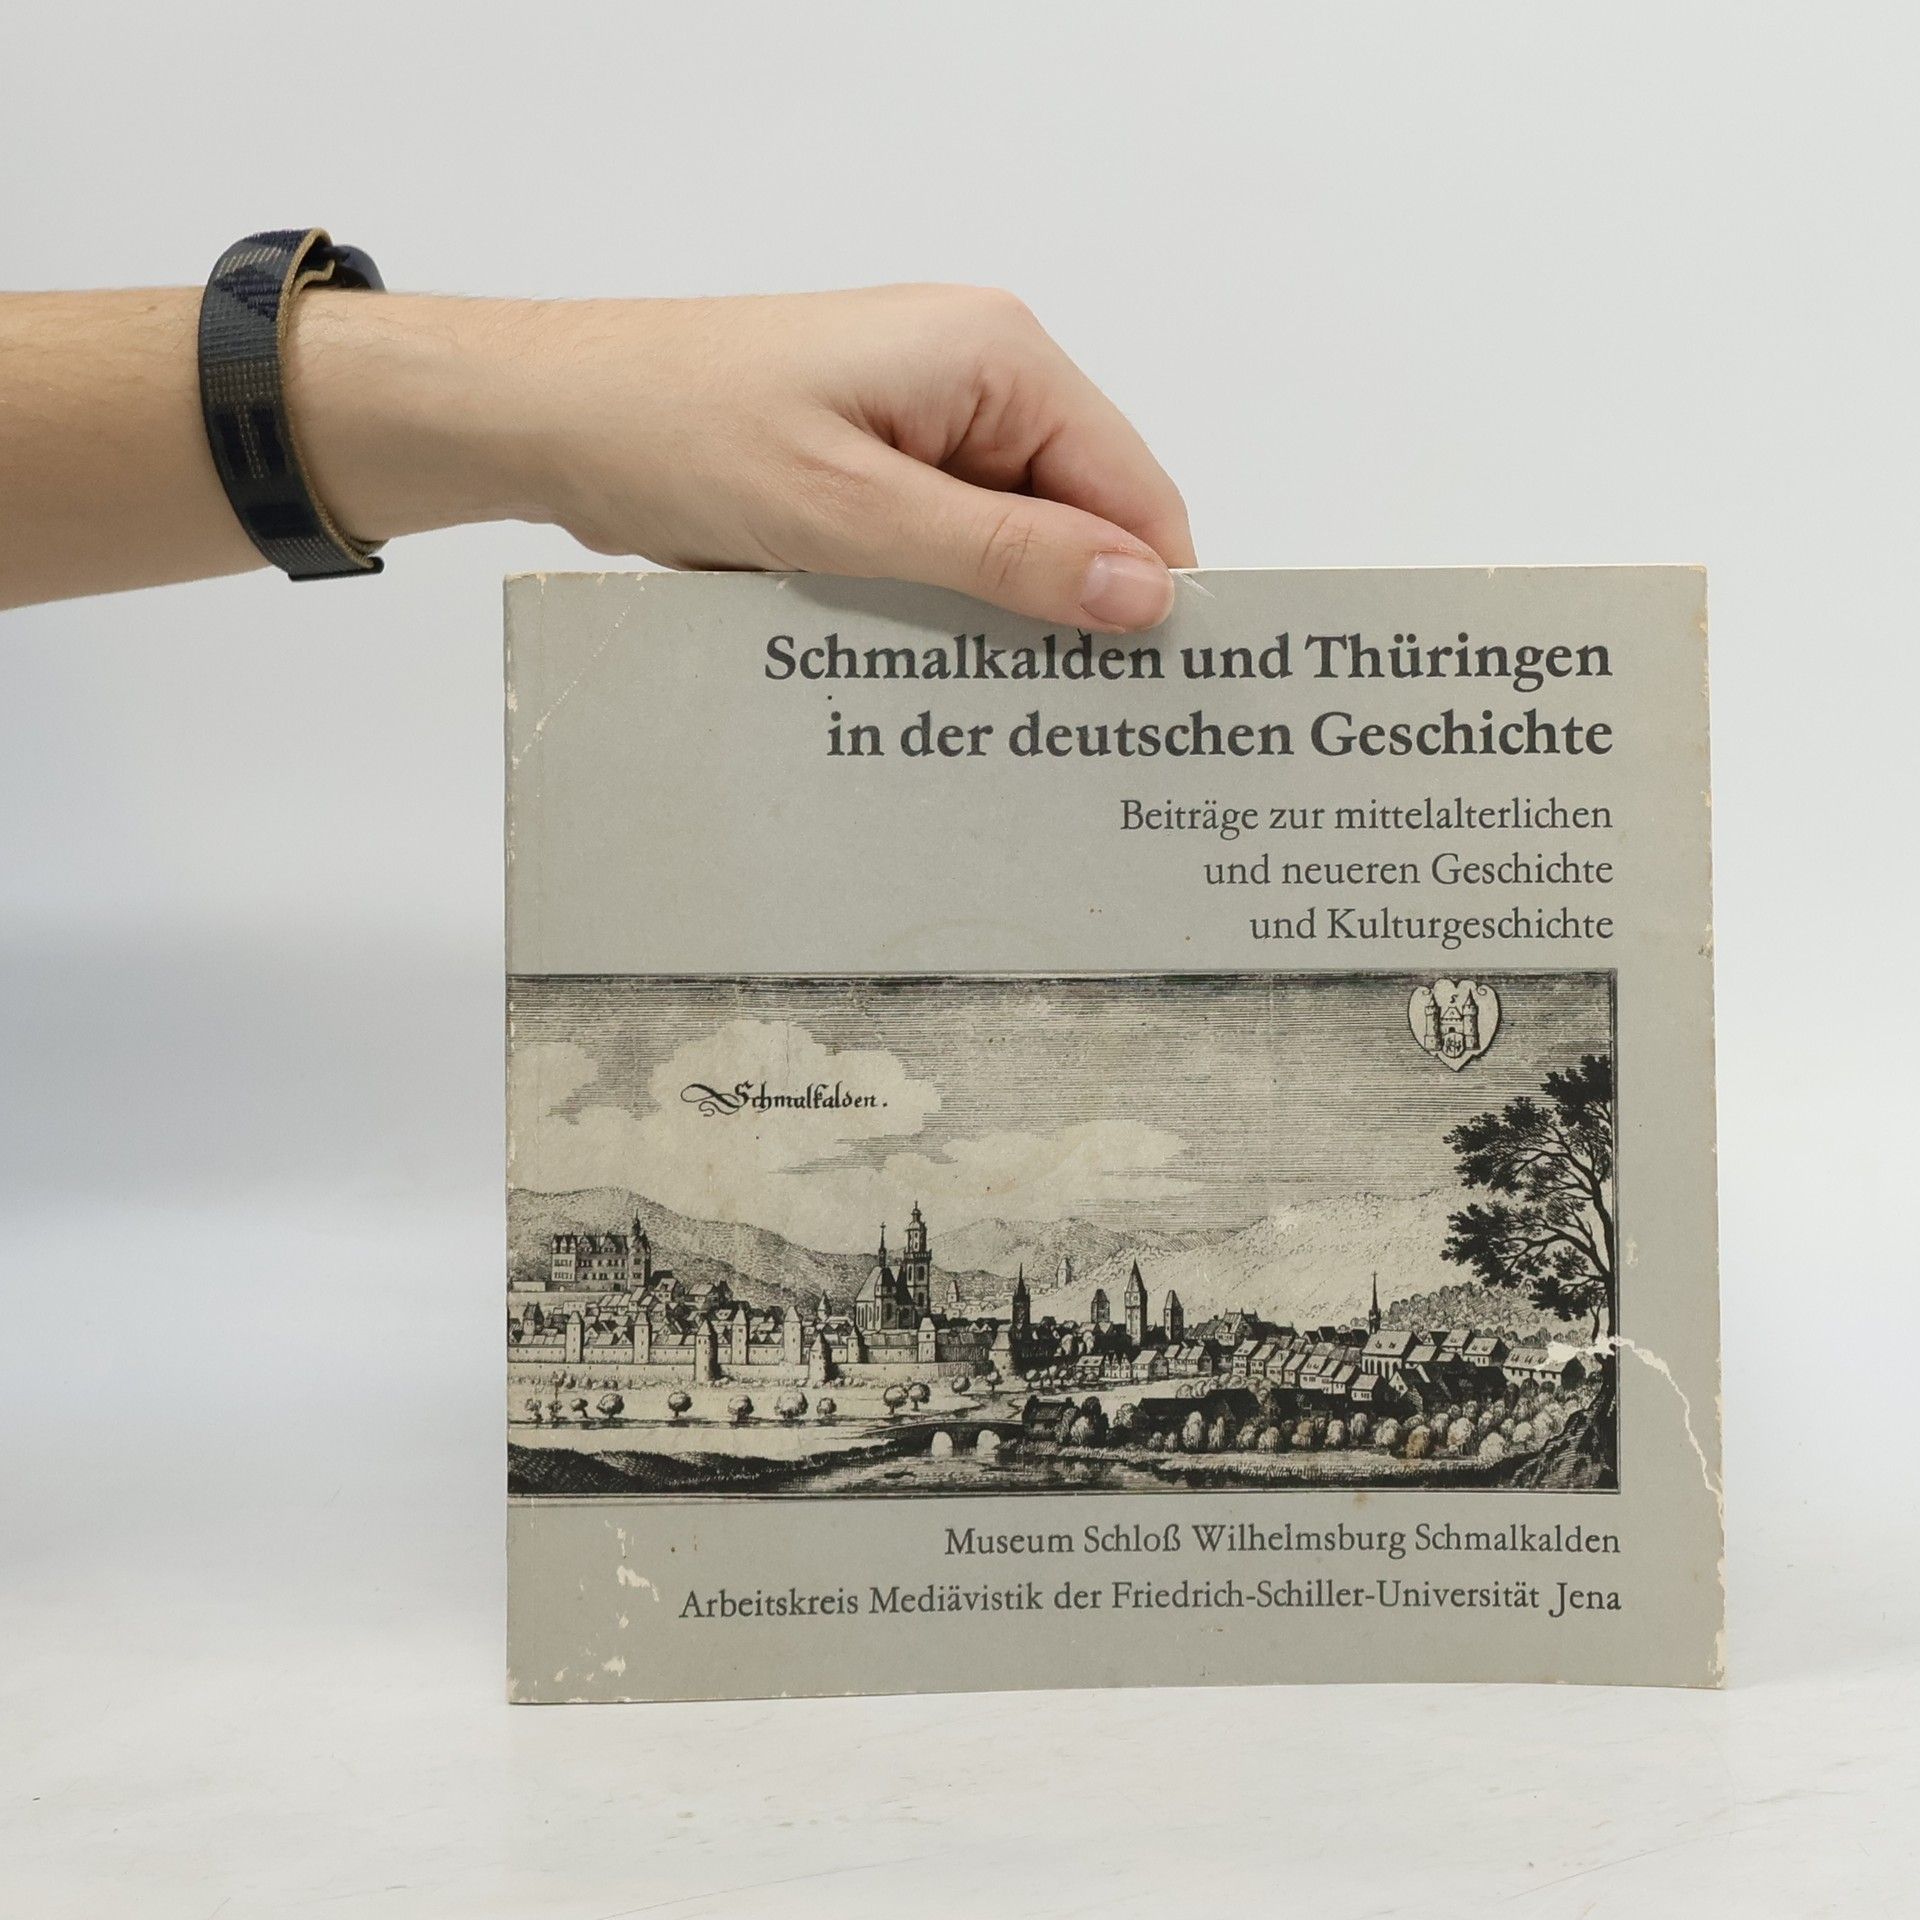 Schmalkalden und Thüringen
in der deutschen Geschichte
Beiträge zur mittelalterlichen
und neueren Geschichte
und Kulturgeschichte
S
Schmalkalden.
Museum Schloß Wilhelmsburg Schmalkalden
Arbeitskreis Mediävistik der Friedrich-Schiller-Universität Jena